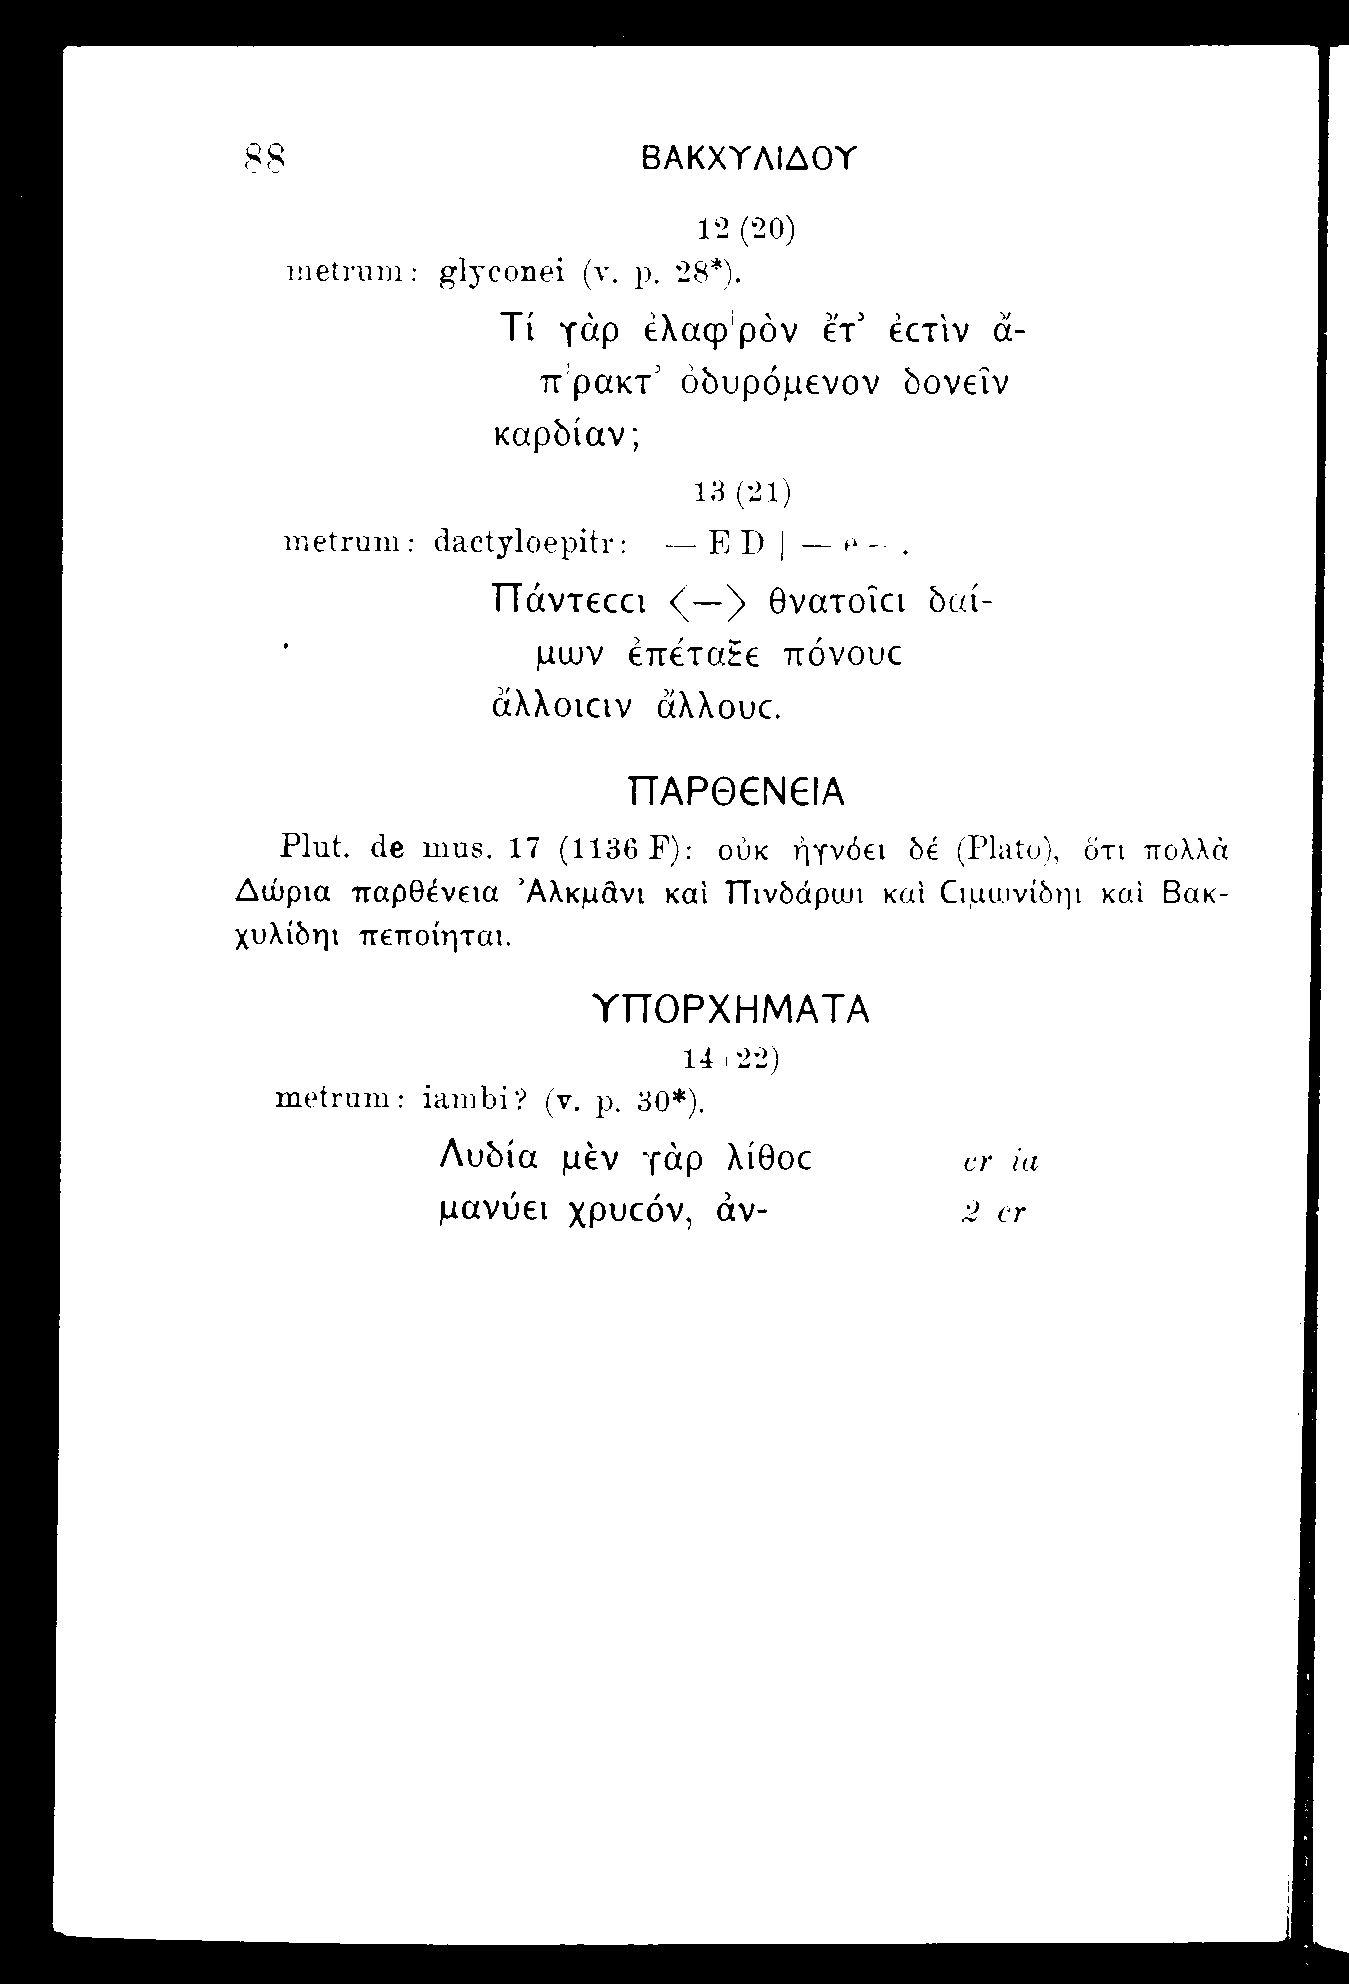 88 ΒΑΚΧΥΛΙΔΟΥ
12 (20)
metrum: glyconei (v. p. 28*).
Τί γὰρ ἐλαφ'ρὸν ἔτ' ἐϲτὶν ἄ-
π'ρακτ' ὀδυρόμενον δονεῖν
καρδίαν;
13 (21)
metrum: dactyloepitr: — E D | — e – .
Πάντεϲϲι <—> θνατοῖϲι δαί-
μων ἐπέταξε πόνουϲ
ἄλλοιϲιν ἄλλουϲ.
ΠΑΡΘΕΝΕΙΑ
Plut. de mus. 17 (1136 F): οὐκ ἠγνόει δέ (Plato), ὅτι πολλὰ
Δώρια παρθένεια Ἀλκμᾶνι καὶ Πινδάρωι καὶ Ϲιμωνίδηι καὶ Βακ-
χυλίδηι πεποίηται.
ΥΠΟΡΧΗΜΑΤΑ
14 (22)
metrum: iambi? (v. p. 30*).
Λυδία μὲν γὰρ λίθοϲ cr ia
μανύει χρυϲόν, ἀν- 2 cr